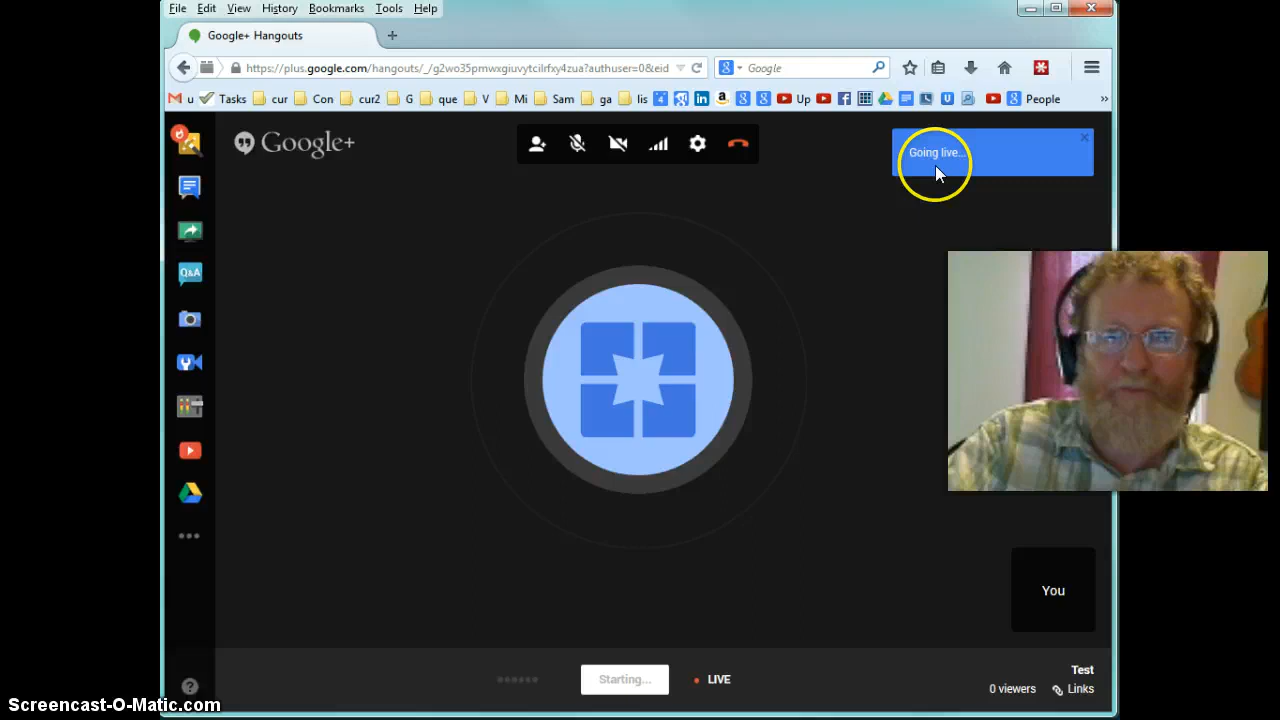 File Edit View History Bookmarks Tools Help
Google+ Hangouts
https://plus.google.com/hangouts/_/g2wo35pmwxgiuvytcilrfxy4zua?authuser=0&eid
Google
u Tasks cur Con cur2 G que V Mi Sam ga lis Up People
Google+
Going live...
Q&A
You
Starting...
LIVE
Test
0 viewers Links
Screencast-O-Matic.com